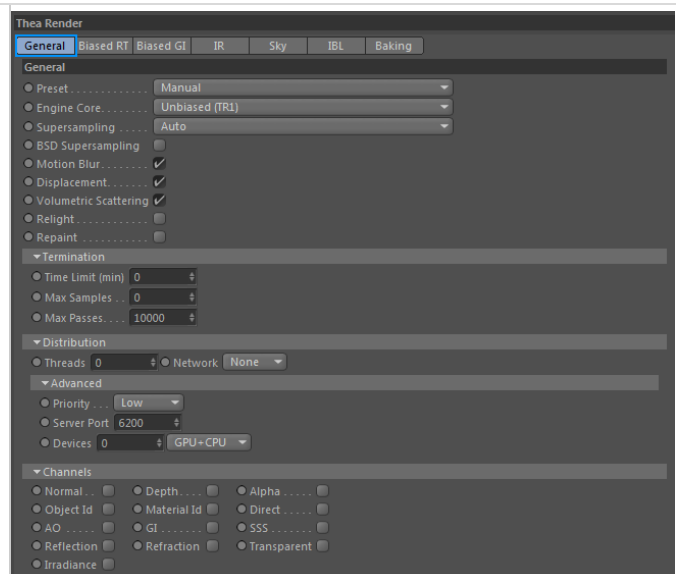 Thea Render
General Biased RT Biased GI IR Sky IBL Baking
General
Preset............. Manual
Engine Core........ Unbiased (TR1)
Supersampling ..... Auto
BSD Supersampling
Motion Blur.......
Displacement.......
Volumetric Scattering
Relight............
Repaint ...........
Termination
Time Limit (min) 0
Max Samples .. 0
Max Passes.... 10000
Distribution
Threads 0 Network None
Advanced
Priority ... Low
Server Port 6200
Devices 0 GPU+CPU
Channels
Normal.. Depth.... Alpha .....
Object Id Material Id Direct.....
AO ..... GI ....... SSS.......
Reflection Refraction Transparent
Irradiance